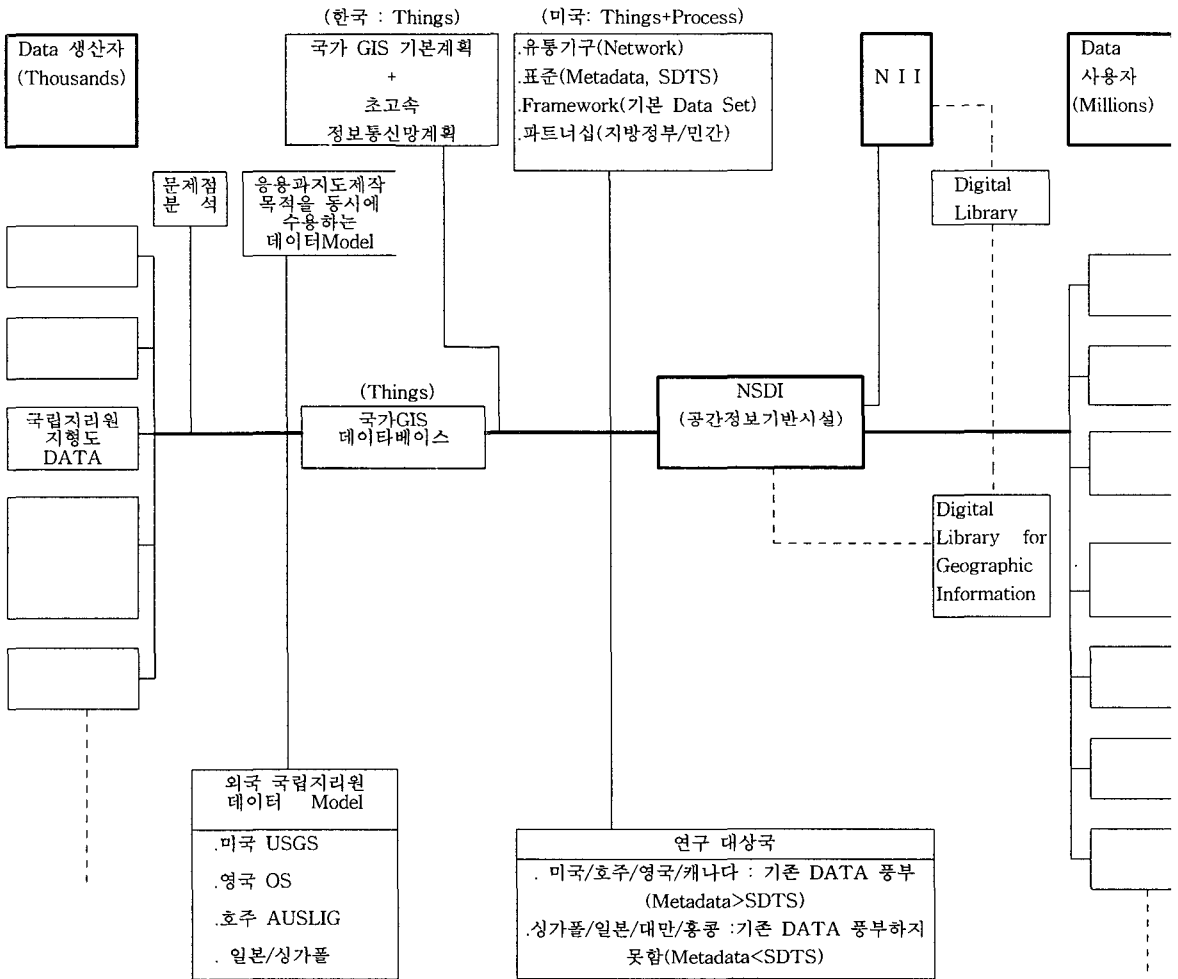 (한국 : Things)
(미국: Things+Process)
Data 생산자
(Thousands)
국가 GIS 기본계획
+
초고속
정보통신망계획
.유통기구(Network)
.표준(Metadata, SDTS)
.Framework(기본 Data Set)
.파트너십(지방정부/민간)
N I I
Data
사용자
(Millions)
문제점
분 석
응용과지도제작
목적을 동시에
수용하는
데이터Model
Digital
Library
(Things)
국가GIS
데이타베이스
NSDI
(공간정보기반시설)
국립지리원
지형도
DATA
Digital
Library for
Geographic
Information
외국 국립지리원
데이터 Model
.미국 USGS
.영국 OS
.호주 AUSLIG
. 일본/싱가폴
연구 대상국
. 미국/호주/영국/캐나다 : 기존 DATA 풍부
(Metadata>SDTS)
.싱가폴/일본/대만/홍콩 :기존 DATA 풍부하지
못함(Metadata<SDTS)